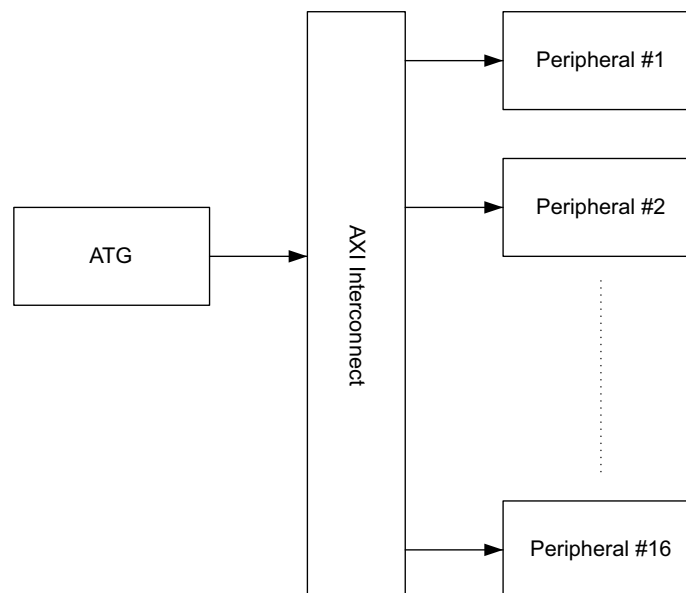 Peripheral #1
Peripheral #2
ATG
AXI Interconnect
Peripheral #16